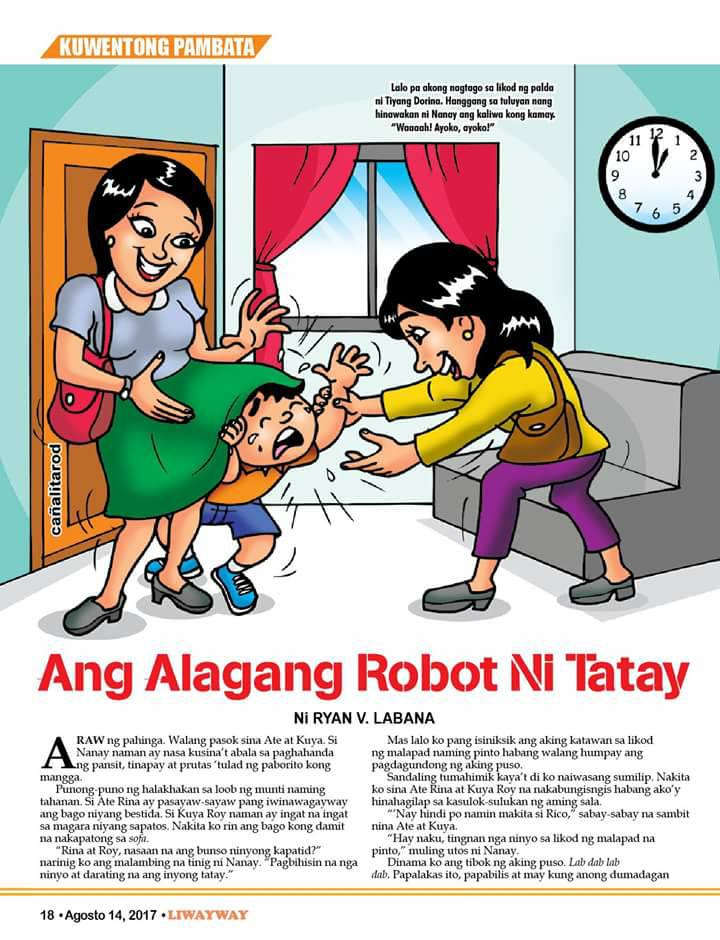 KUWENTONG PAMBATA
Lalo pa akong nagtago sa likod ng palda
ni Tiyang Dorina. Hanggang sa tuluyan nang
hinawakan ni Nanay ang kaliwa kong kamay.
“Waaaah! Ayoko, ayoko!”
11 12 1
10 2
9 3
8 4
7 6 5
cañalitarod
Ang Alagang Robot Ni Tatay
Ni RYAN V. LABANA
ARAW ng pahinga. Walang pasok sina Ate at Kuya. Si
Nanay naman ay nasa kusina’t abala sa paghahanda
ng pansit, tinapay at prutas ‘tulad ng paborito kong
mangga.
Punong-puno ng halakhakan sa loob ng munti naming
tahanan. Si Ate Rina ay pasayaw-sayaw pang iwinawagayway
ang bago niyang bestida. Si Kuya Roy naman ay ingat na ingat
sa magara niyang sapatos. Nakita ko rin ang bago kong damit
na nakapatong sa sofa.
“Rina at Roy, nasaan na ang bunso ninyong kapatid?”
narinig ko ang malambing na tinig ni Nanay. “Pagbihisin na nga
ninyo at darating na ang inyong tatay.”
Mas lalo ko pang isiniksik ang aking katawan sa likod
ng malapad naming pinto habang walang humpay ang
pagdagundong ng aking puso.
Sandaling tumahimik kaya’t di ko naiwasang sumilip. Nakita
ko sina Ate Rina at Kuya Roy na nakabungisngis habang ako’y
hinahagilap sa kasulok-sulukan ng aming sala.
“’Nay hindi po namin makita si Rico,” sabay-sabay na sambit
nina Ate at Kuya.
“Hay naku, tingnan nga ninyo sa likod ng malapad na
pinto,” muling utos ni Nanay.
Dinama ko ang tibok ng aking puso. Lab dab lab
dab. Papalakas ito, papabilis at may kung anong dumadagan
18 • Agosto 14, 2017 • LIWAYWAY